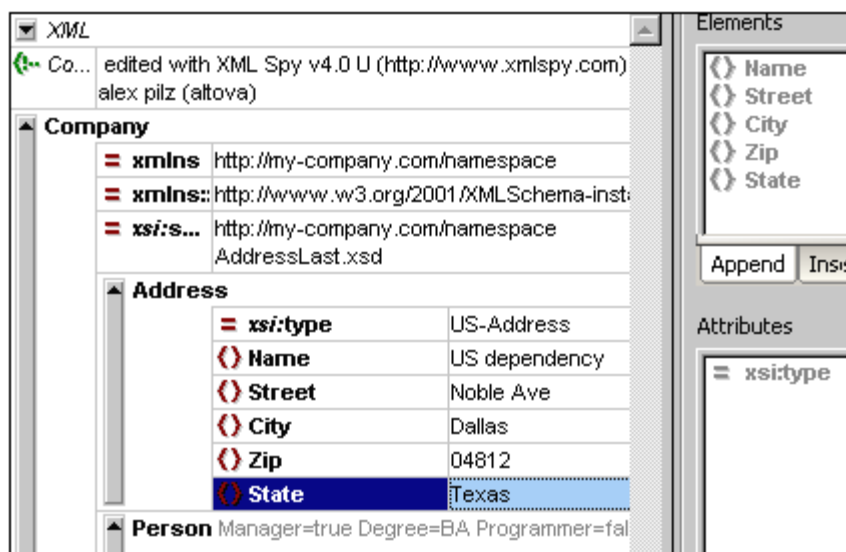 XML
Co... edited with XML Spy v4.0 U (http://www.xmlspy.com)
alex pilz (altova)
Company
= xmlns http://my-company.com/namespace
= xmlns: http://www.w3.org/2001/XMLSchema-inst
= xsi:s... http://my-company.com/namespace
AddressLast.xsd
Address
= xsi:type US-Address
Name US dependency
Street Noble Ave
City Dallas
Zip 04812
State Texas
Person Manager=true Degree=BA Programmer=fal
Elements
Name
Street
City
Zip
State
Append
Attributes
= xsi:type